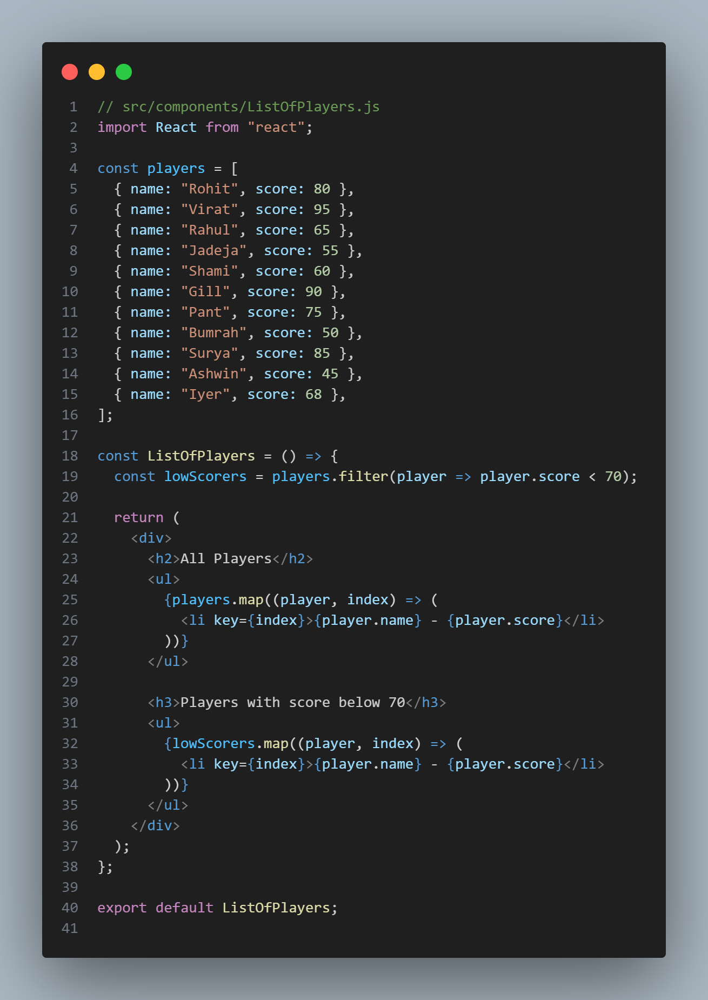 1 // src/components/ListOfPlayers.js
2 import React from "react";
3
4 const players = [
5   { name: "Rohit", score: 80 },
6   { name: "Virat", score: 95 },
7   { name: "Rahul", score: 65 },
8   { name: "Jadeja", score: 55 },
9   { name: "Shami", score: 60 },
10   { name: "Gill", score: 90 },
11   { name: "Pant", score: 75 },
12   { name: "Bumrah", score: 50 },
13   { name: "Surya", score: 85 },
14   { name: "Ashwin", score: 45 },
15   { name: "Iyer", score: 68 },
16 ];
17
18 const ListOfPlayers = () => {
19   const lowScorers = players.filter(player => player.score < 70);
20
21   return (
22     <div>
23       <h2>All Players</h2>
24       <ul>
25         {players.map((player, index) => (
26           <li key={index}>{player.name} - {player.score}</li>
27         ))}
28       </ul>
29
30       <h3>Players with score below 70</h3>
31       <ul>
32         {lowScorers.map((player, index) => (
33           <li key={index}>{player.name} - {player.score}</li>
34         ))}
35       </ul>
36     </div>
37   );
38 };
39
40 export default ListOfPlayers;
41